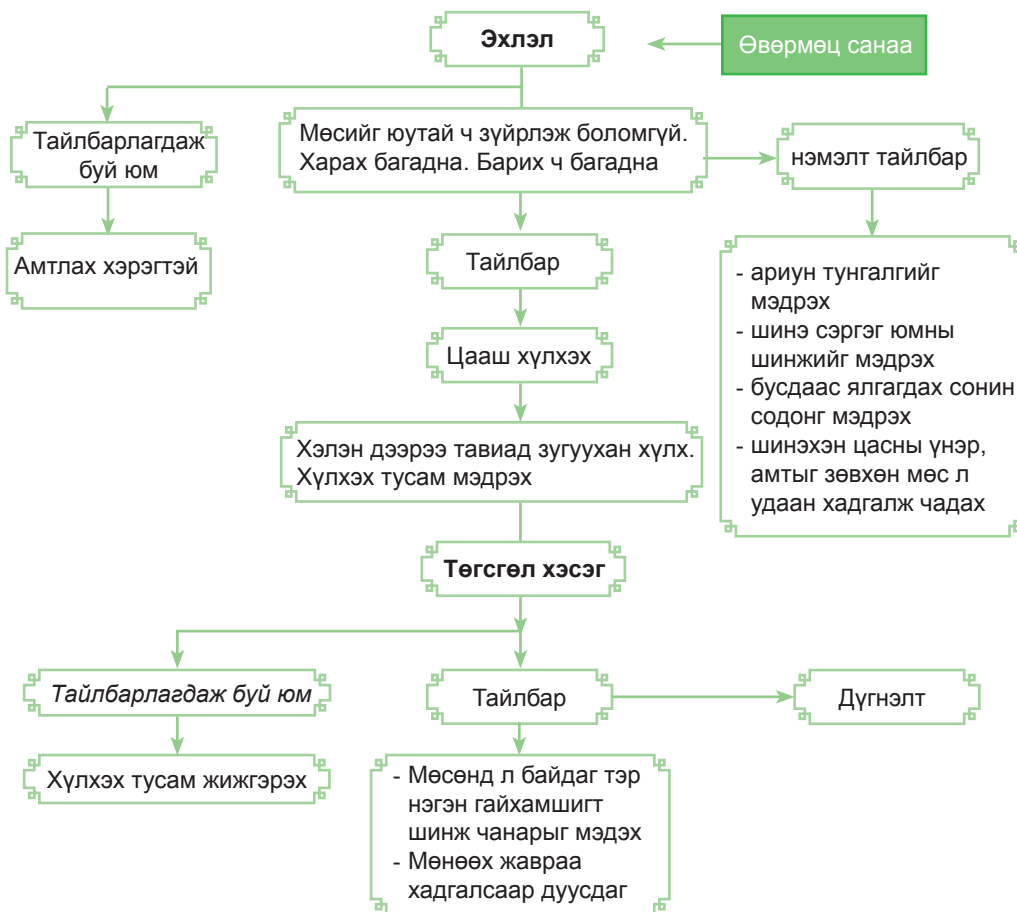 Эхлэл
Өвөрмөц санаа
Тайлбарлагдаж
буй юм
Мөсийг юутай ч зүйрлэж боломгүй.
Харах багадна. Барих ч багадна
нэмэлт тайлбар
Амтлах хэрэгтэй
Тайлбар
- ариун тунгалгийг
мэдрэх
- шинэ сэргэг юмны
шинжийг мэдрэх
- бусдаас ялгагдах сонин
содонг мэдрэх
- шинэхэн цасны үнэр,
амтыг зөвхөн мөс л
удаан хадгалж чадах
Цааш хүлхэх
Хэлэн дээрээ тавиад зугуухан хүлх.
Хүлхэх тусам мэдрэх
Төгсгөл хэсэг
Тайлбарлагдаж буй юм
Тайлбар
Дүгнэлт
Хүлхэх тусам жижгэрэх
- Мөсөнд л байдаг тэр
нэгэн гайхамшигт
шинж чанарыг мэдэх
- Мөнөөх жавраа
хадгалсаар дуусдаг